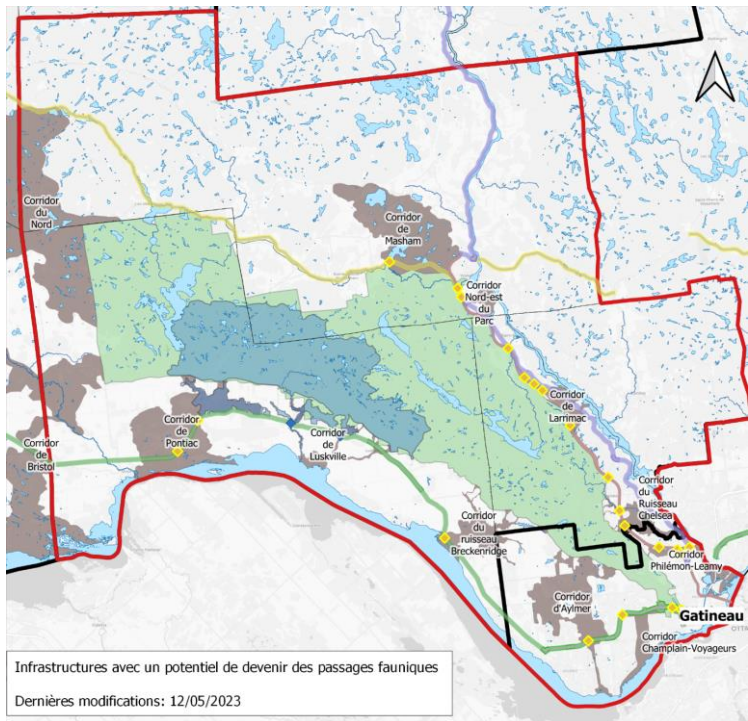 Corridor
du
Nord
Corridor
de
Masham
Corridor
Nord-est
du
Parc
Corridor
de
Larrimac
Corridor
de
Pontiac
Corridor
de
Luskville
Corridor
de
Bristol
Corridor
du
Ruisseau
Chelsea
Corridor
du
ruisseau
Breckenridge
Corridor
Philémon-Leamy
Corridor
d'Aylmer
Gatineau
Corridor
Champlain-Voyageurs
Infrastructures avec un potentiel de devenir des passages fauniques
Dernières modifications: 12/05/2023